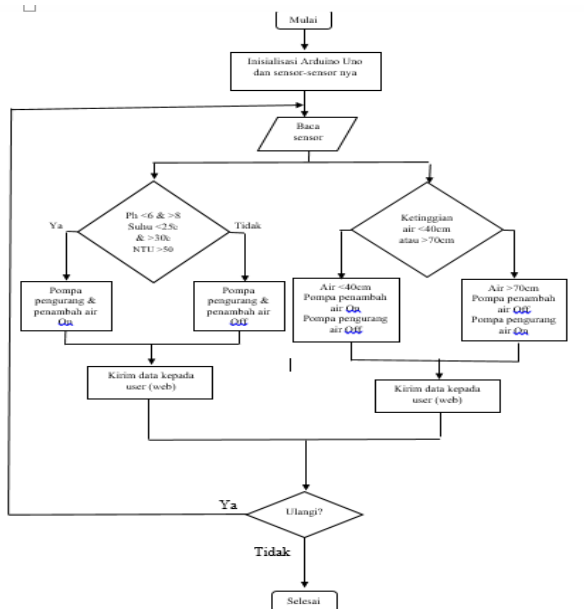 Mulai
Inisialisasi Arduino Uno
dan sensor-sensor nya
Baca
sensor
Ph <6 & >8
Suhu <25c
& >30c
NTU >50
Ya
Tidak
Ketinggian
air <40cm
atau >70cm
Pompa
pengurang &
penambah air
On
Pompa
pengurang &
penambah air
Off
Air <40cm
Pompa penambah
air On
Pompa pengurang
air Off
Air >70cm
Pompa penambah
air Off
Pompa pengurang
air On
Kirim data kepada
user (web)
Kirim data kepada
user (web)
Ulangi?
Ya
Tidak
Selesai